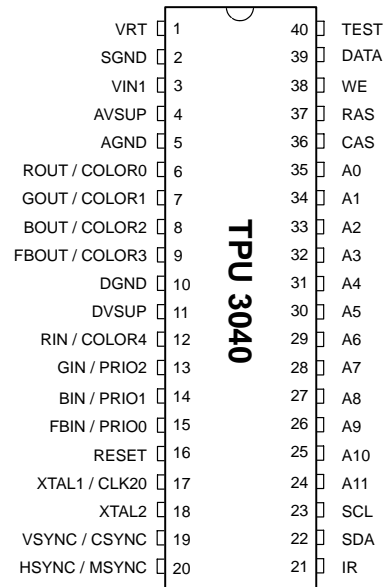 VRT 1 40 TEST
SGND 2 39 DATA
VIN1 3 38 WE
AVSUP 4 37 RAS
AGND 5 36 CAS
ROUT / COLOR0 6 35 A0
GOUT / COLOR1 7 34 A1
BOUT / COLOR2 8 33 A2
FBOUT / COLOR3 9 32 A3
DGND 10 31 A4
DVSUP 11 30 A5
RIN / COLOR4 12 29 A6
GIN / PRIO2 13 28 A7
BIN / PRIO1 14 27 A8
FBIN / PRIO0 15 26 A9
RESET 16 25 A10
XTAL1 / CLK20 17 24 A11
XTAL2 18 23 SCL
VSYNC / CSYNC 19 22 SDA
HSYNC / MSYNC 20 21 IR
TPU 3040